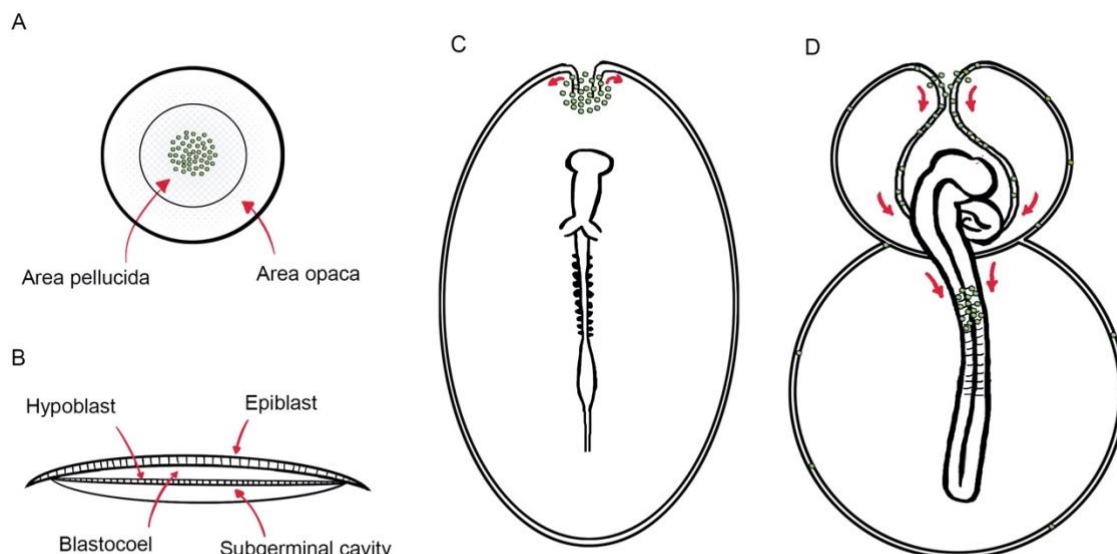 A
Area pellucida
Area opaca
B
Hypoblast
Epiblast
Blastocoel
Subgerminal cavity
C
D